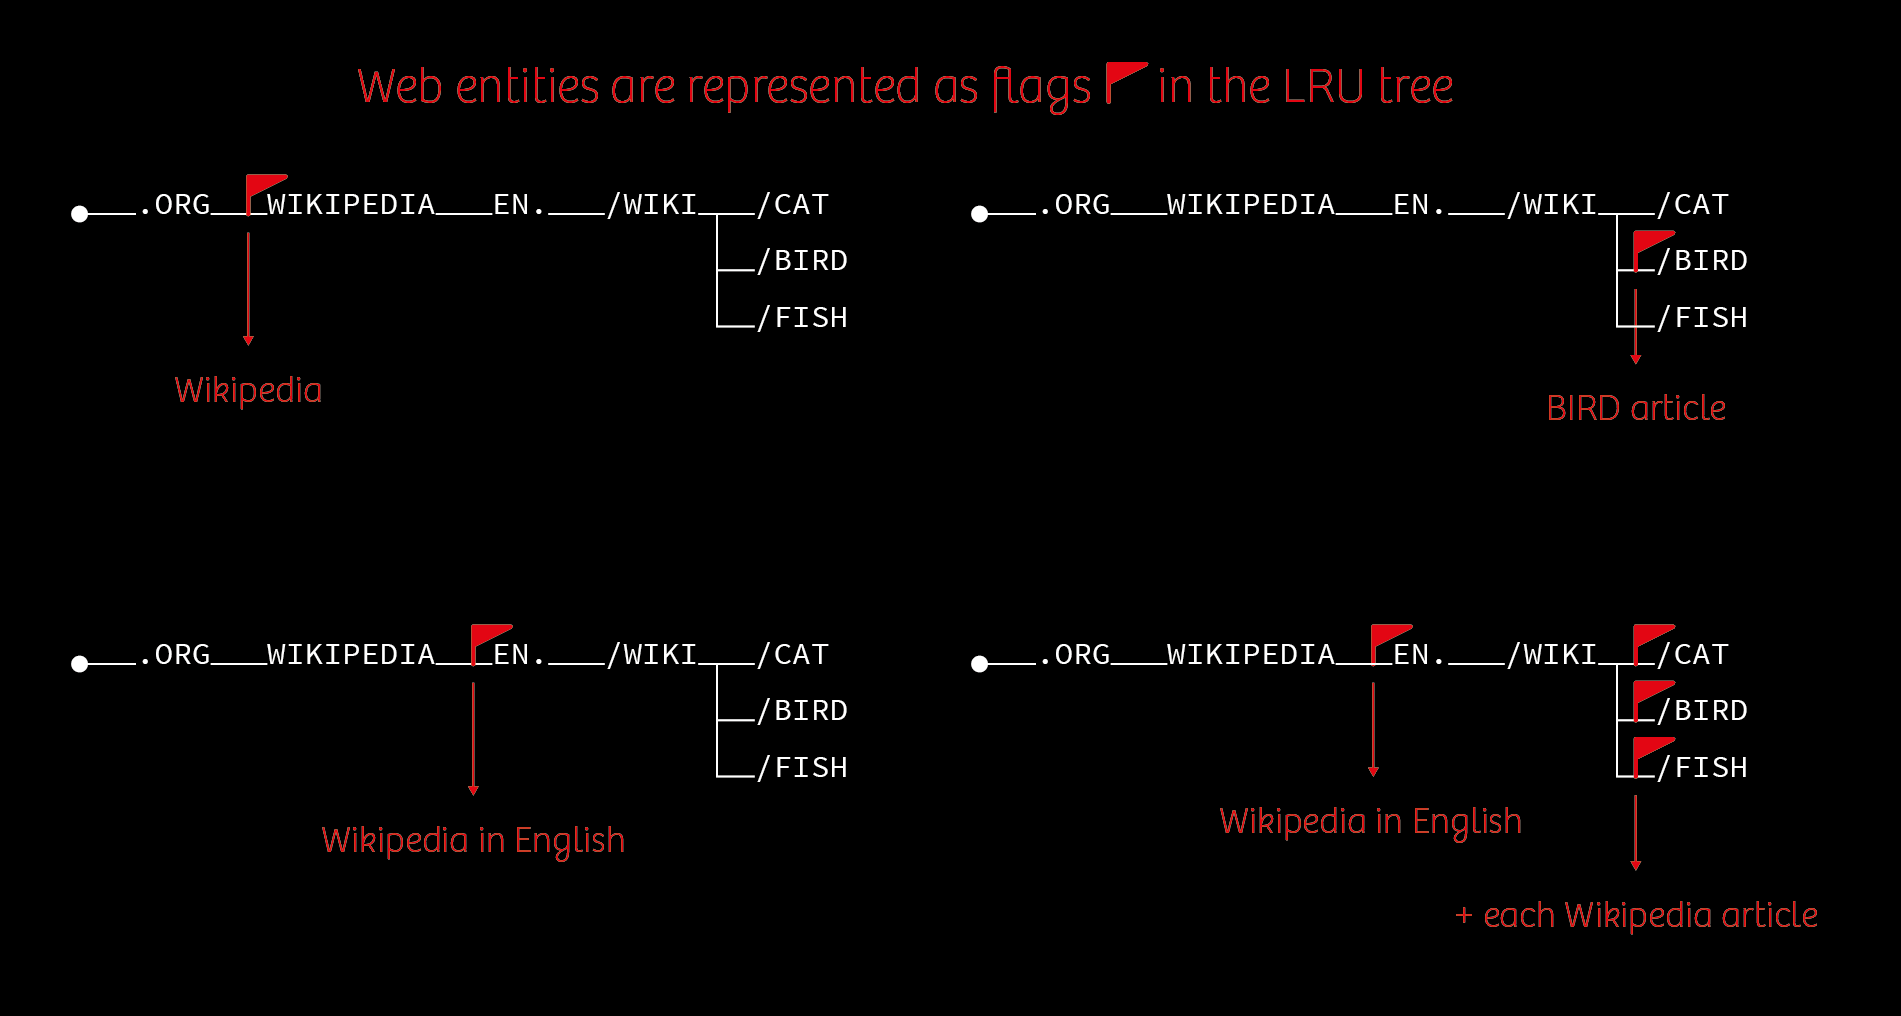 Web entities are represented as flags in the LRU tree
.ORG WIKIPEDIA EN. /WIKI /CAT
/BIRD
/FISH
Wikipedia
.ORG WIKIPEDIA EN. /WIKI /CAT
/BIRD
/FISH
BIRD article
.ORG WIKIPEDIA EN. /WIKI /CAT
/BIRD
/FISH
Wikipedia in English
.ORG WIKIPEDIA EN. /WIKI /CAT
/BIRD
/FISH
Wikipedia in English
+ each Wikipedia article